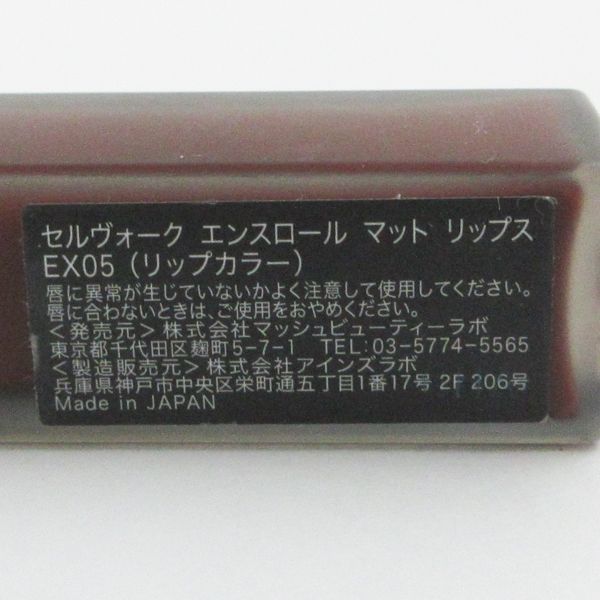 セルヴォーク エンスロール マット リップス
EX05（リップカラー）
唇に異常が生じていないかよく注意して使用してください。
唇に合わないときは、ご使用をおやめください。
＜発売元＞株式会社マッシュビューティーラボ
東京都千代田区麹町5-7-1 TEL:03-5774-5565
＜製造販売元＞株式会社アインズラボ
兵庫県神戸市中央区栄町通五丁目1番17号 2F 206号
Made in JAPAN